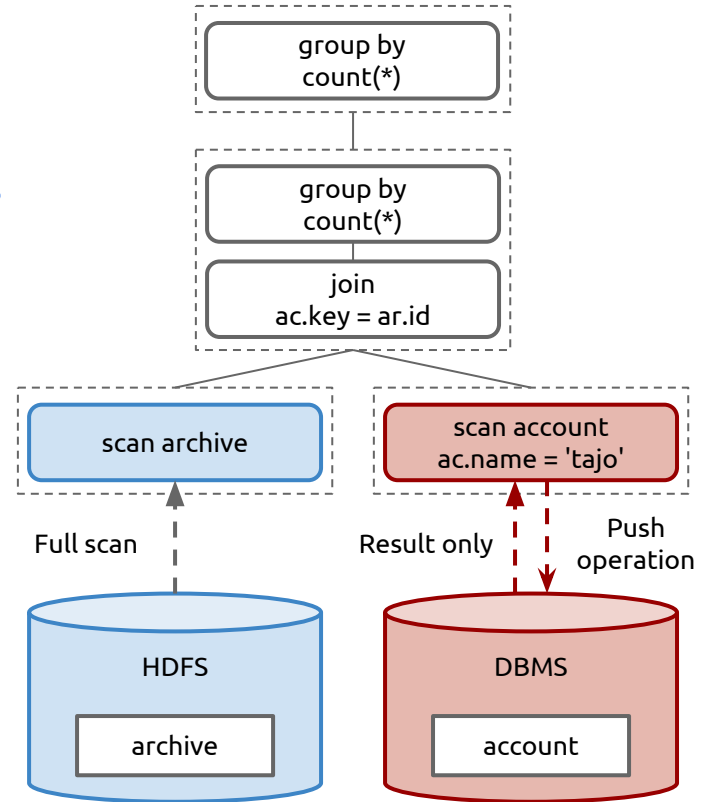 group by
count(*)
group by
count(*)
join
ac.key = ar.id
scan archive
scan account
ac.name = 'tajo'
Full scan
Result only
Push
operation
HDFS
DBMS
archive
account